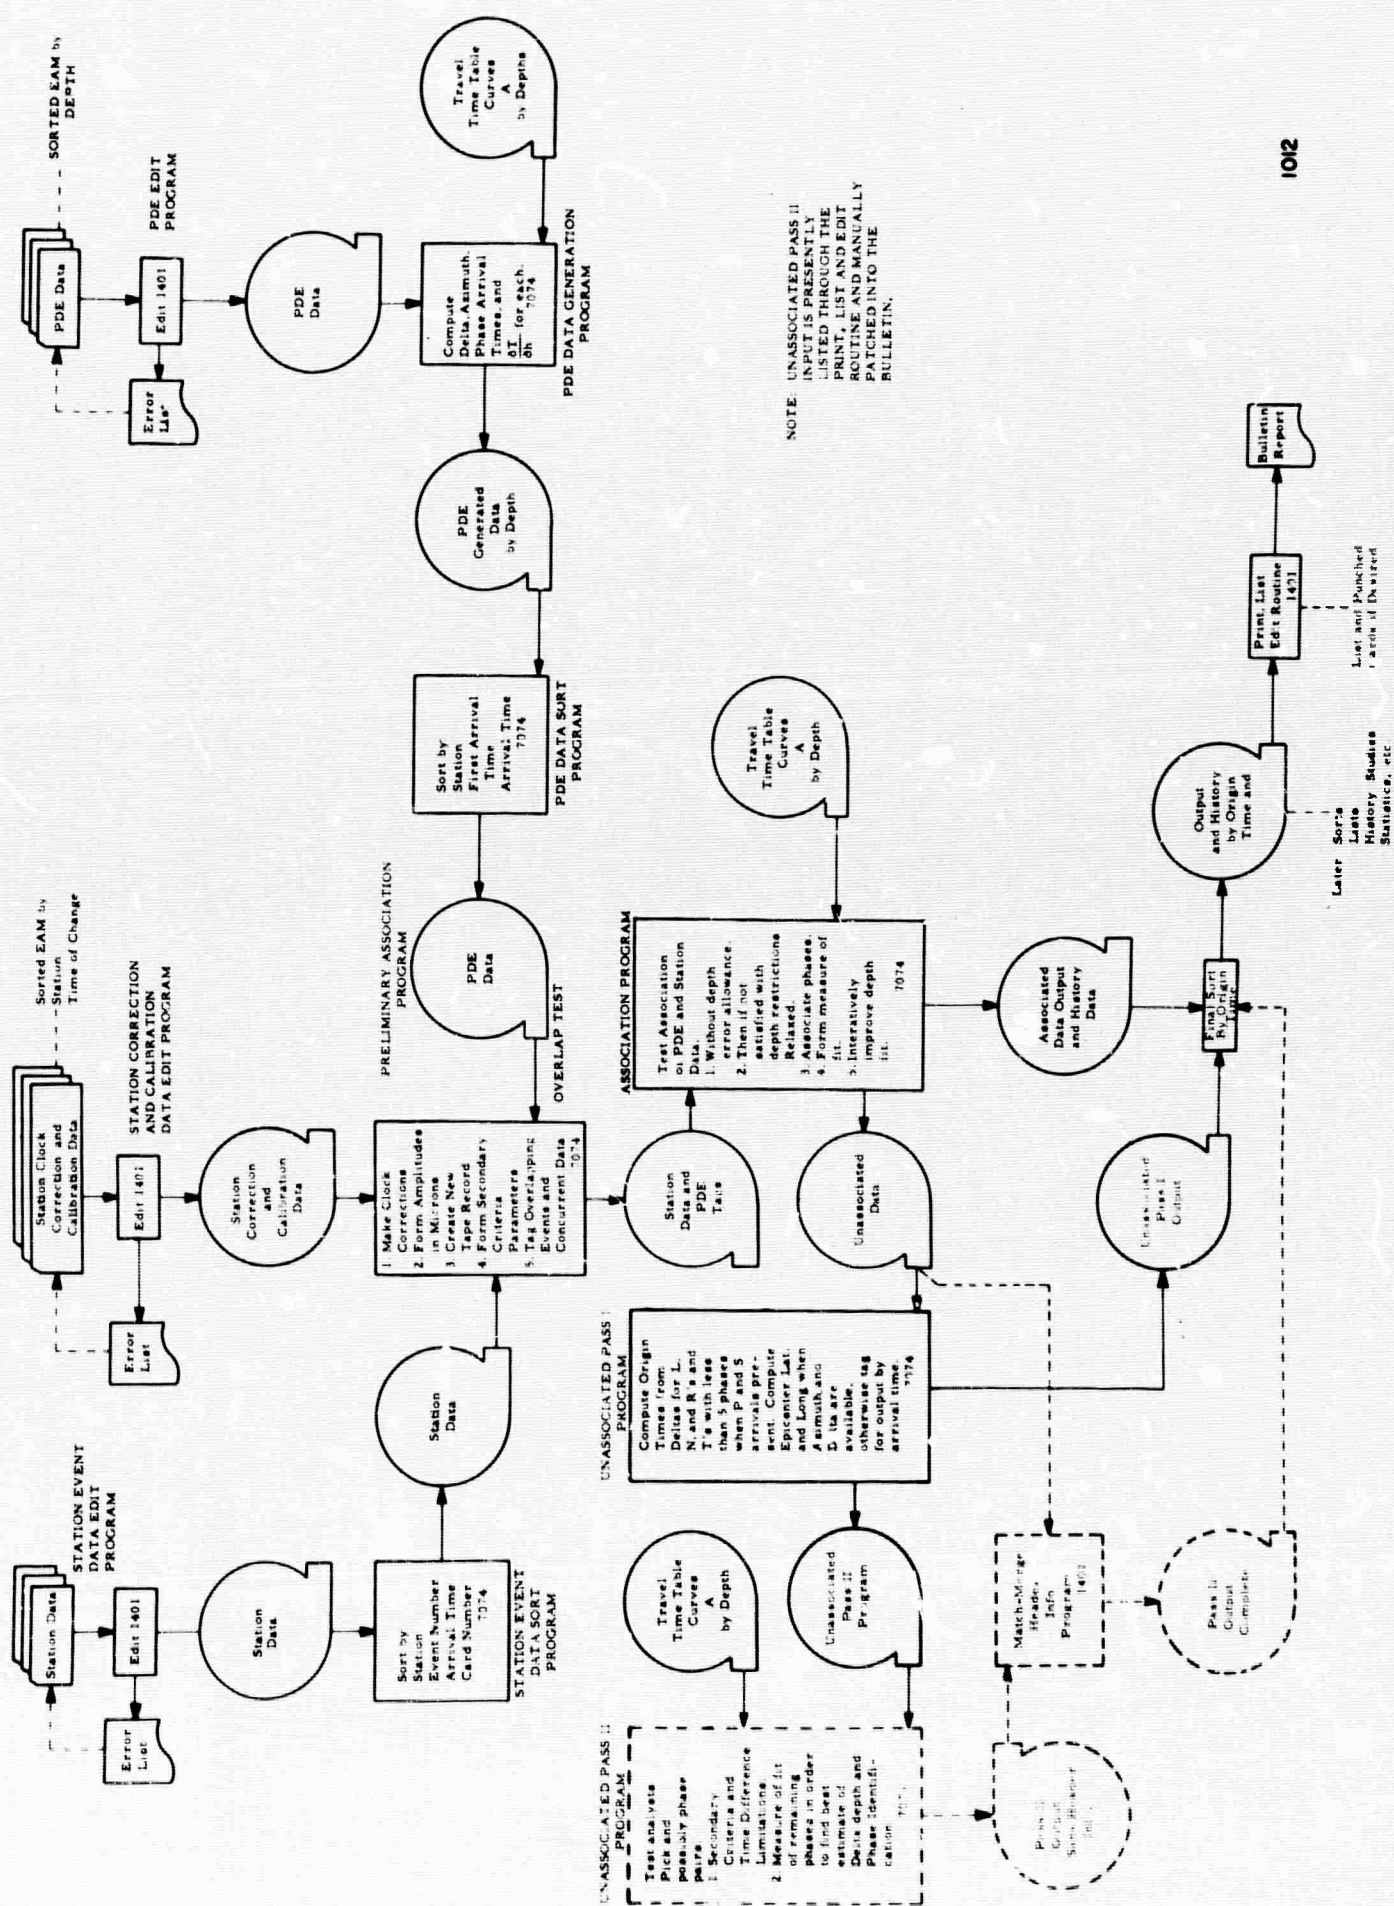 Station Data
STATION EVENT
DATA EDIT
PROGRAM
Edit 1401
Error
List
Station
Data
Sort by
Station
Event Number
Arrival Time
Card Number
7074
STATION EVENT
DATA SORT
PROGRAM
Station
Data
Sorted EAM by
Station
Time of Change
Station Clock
Correction and
Calibration Data
STATION CORRECTION
AND CALIBRATION
DATA EDIT PROGRAM
Edit 1401
Error
List
Station
Correction
and
Calibration
Data
PRELIMINARY ASSOCIATION
PROGRAM
1. Make Clock
Corrections
2. Form Amplitudes
in Microns
3. Create New
Tape Record
4. Form Secondary
Criteria
Parameters
5. Tag Overlapping
Events and
Concurrent Data
7074
OVERLAP TEST
SORTED EAM by
DEPTH
PDE Data
PDE EDIT
PROGRAM
Edit 1401
Error
List
PDE
Data
Compute
Delta, Azimuth,
Phase Arrival
Times, and
δT
δh for each.
7074
PDE DATA GENERATION
PROGRAM
Travel
Time Table
Curves
A
by Depths
PDE
Generated
Data
by Depth
Sort by
Station
First Arrival
Time
Arrival Time
7074
PDE DATA SORT
PROGRAM
PDE
Data
Station
Data and
PDE
Tags
ASSOCIATION PROGRAM
Test Association
of PDE and Station
Data.
1. Without depth
error allowance.
2. Then if not
satisfied with
depth restrictions
Relaxed.
3. Associate phases.
4. Form measure of
fit.
5. Interatively
improve depth
fit.
7074
Travel
Time Table
Curves
A
by Depth
Unassociated
Data
Associated
Data Output
and History
Data
UNASSOCIATED PASS I
PROGRAM
Compute Origin
Times from
Deltas for L,
N, and R's and
T's with less
than 5 phases
when P and S
arrivals pre-
sent. Compute
Epicenter Lat.
and Long when
Azimuth and
Delta are
available.
otherwise tag
for output by
arrival time.
7074
Unassociated
Pass I
Output
Travel
Time Table
Curves
A
by Depth
Unassociated
Pass II
Program
UNASSOCIATED PASS II
PROGRAM
Test analysts
Pick and
possibly phase
pairs
1. Secondary
Criteria and
Time Difference
Limitations.
2. Measure of fit
of remaining
phases in order
to find best
estimate of
Delta depth and
Phase Identifi-
cation
Pass II
Output
Match-Merge
Header
Info
Program
1401
Pass II
Output
Complete
Final Sort
By Origin
Time
Output
and History
by Origin
Time and
Later Sorts
Lists
History Studies
Statistics, etc.
Print, List
Edit Routine
1401
List and Punched
Cards if Desired
Bulletin
Report
NOTE: UNASSOCIATED PASS II
INPUT IS PRESENTLY
LISTED THROUGH THE
PRINT, LIST AND EDIT
ROUTINE AND MANUALLY
PATCHED INTO THE
BULLETIN.
1012